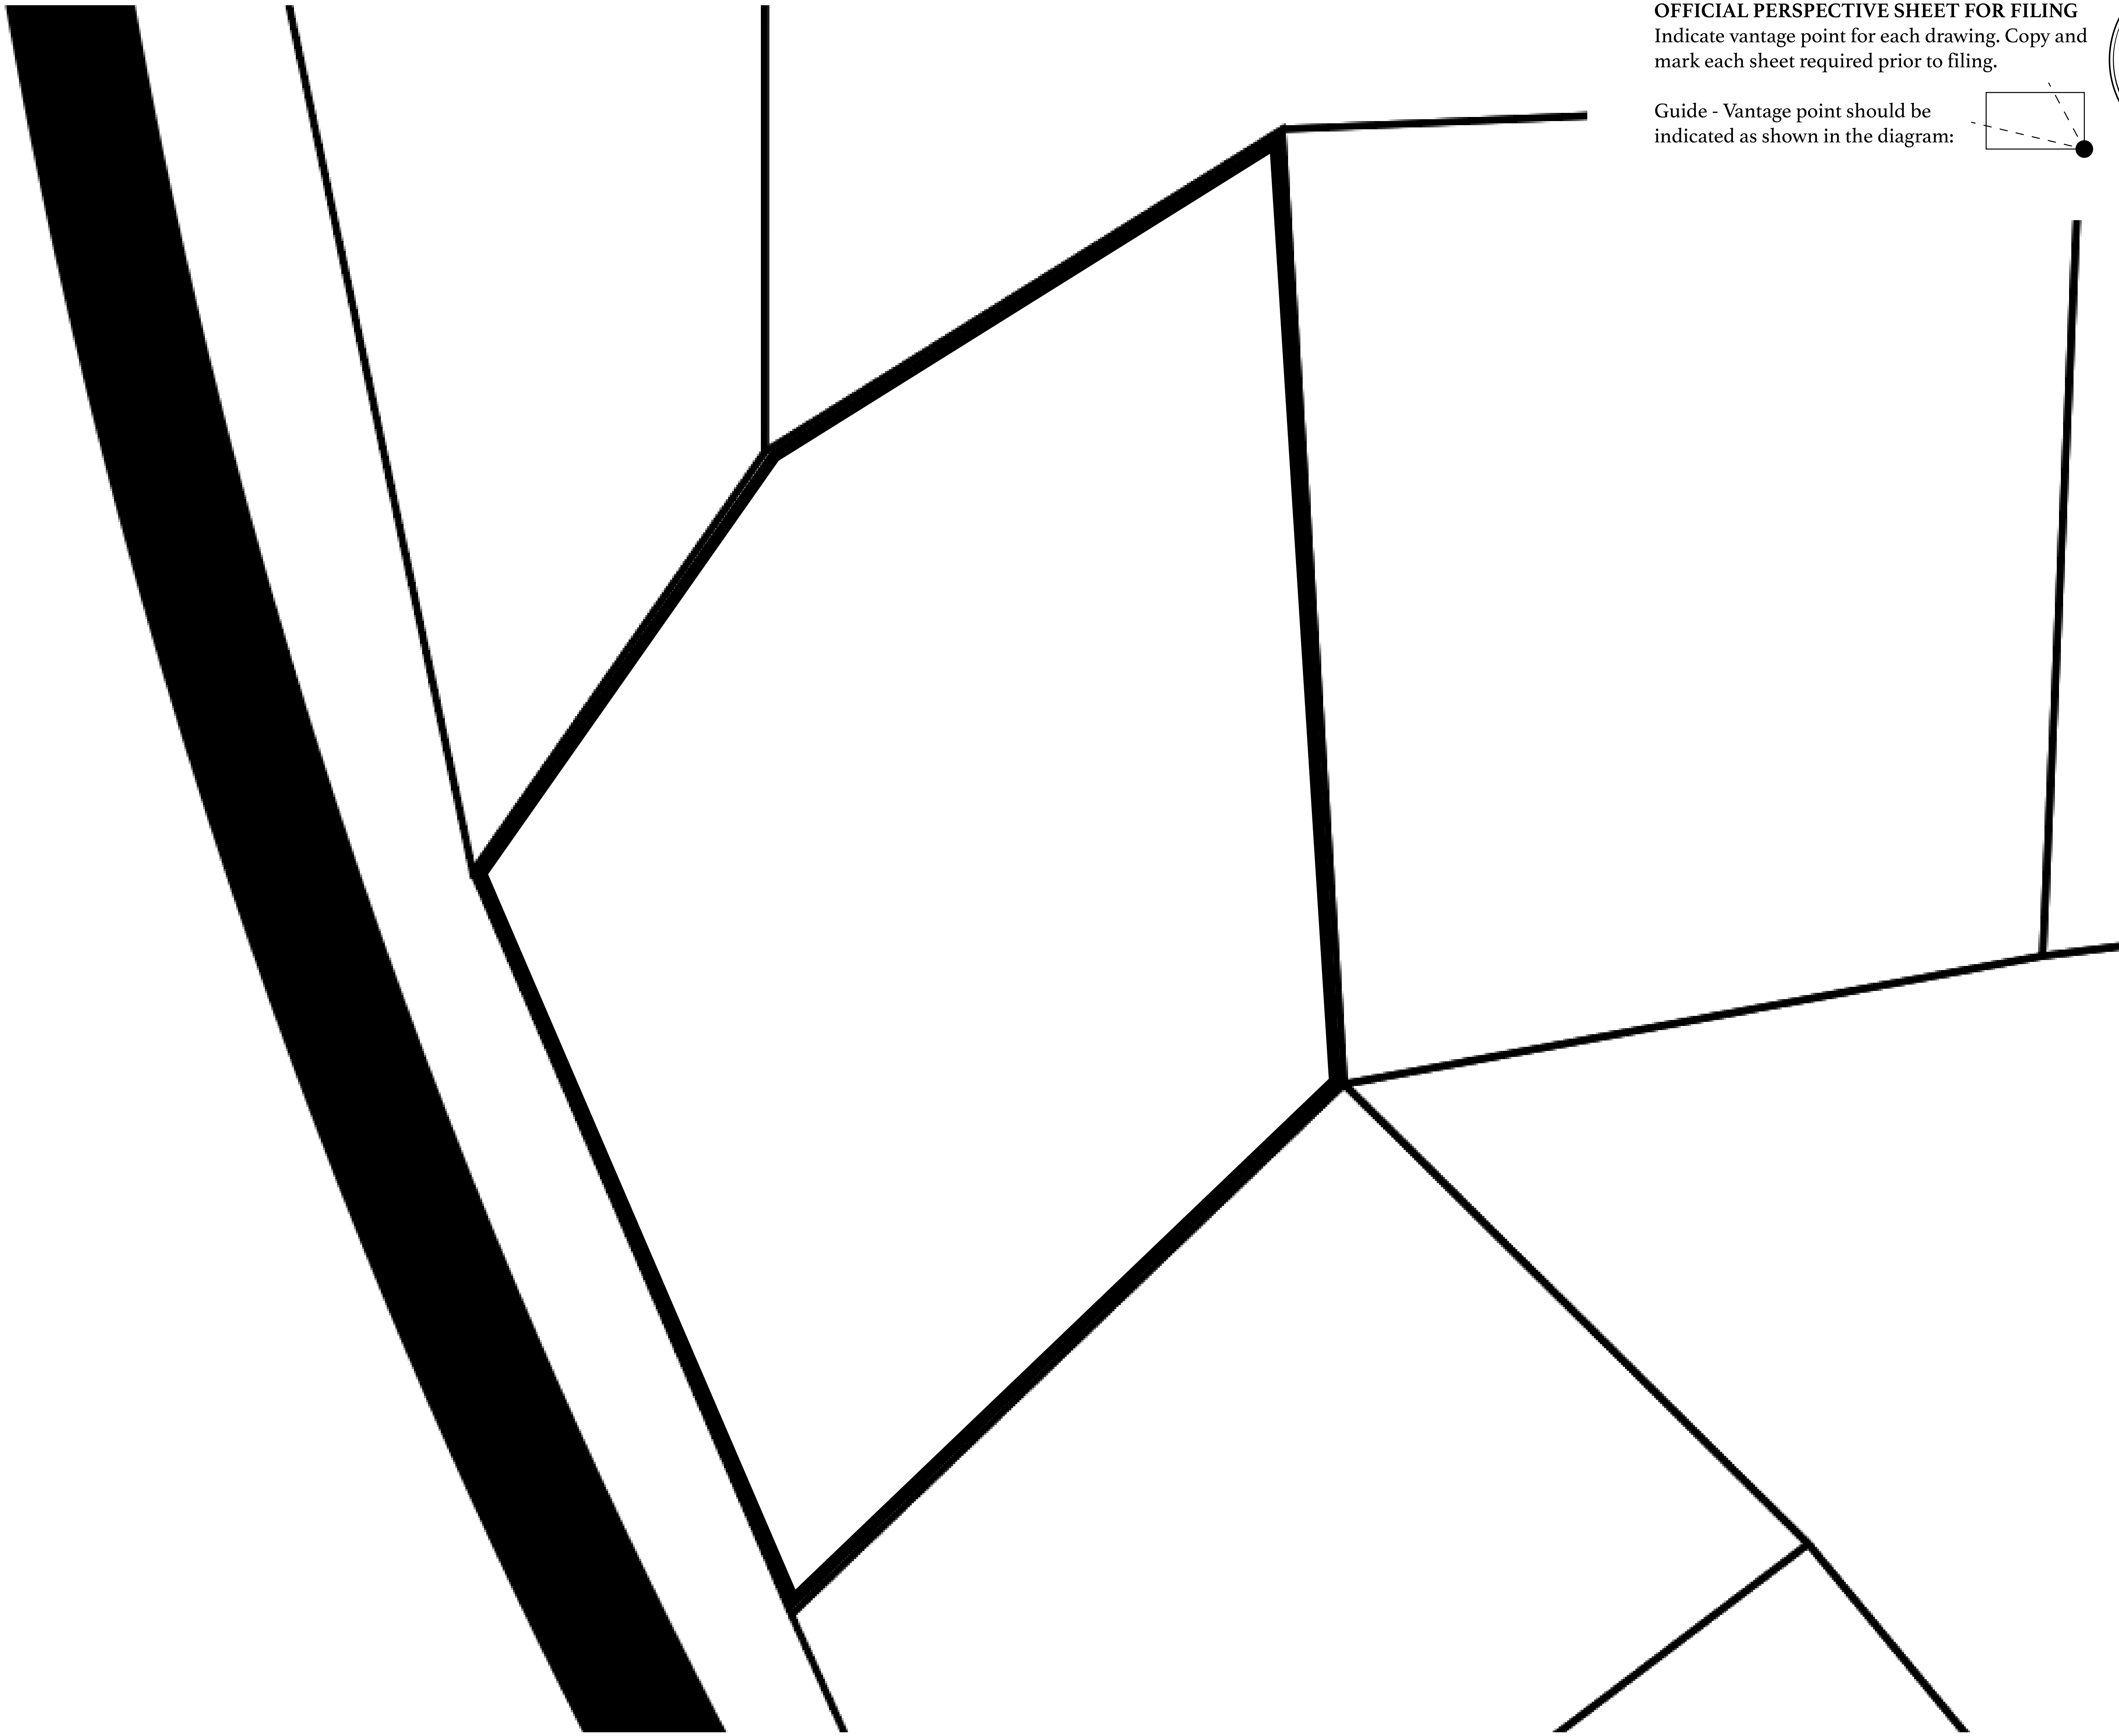 OFFICIAL PERSPECTIVE SHEET FOR FILING
Indicate vantage point for each drawing. Copy and
mark each sheet required prior to filing.
Guide - Vantage point should be
indicated as shown in the diagram: